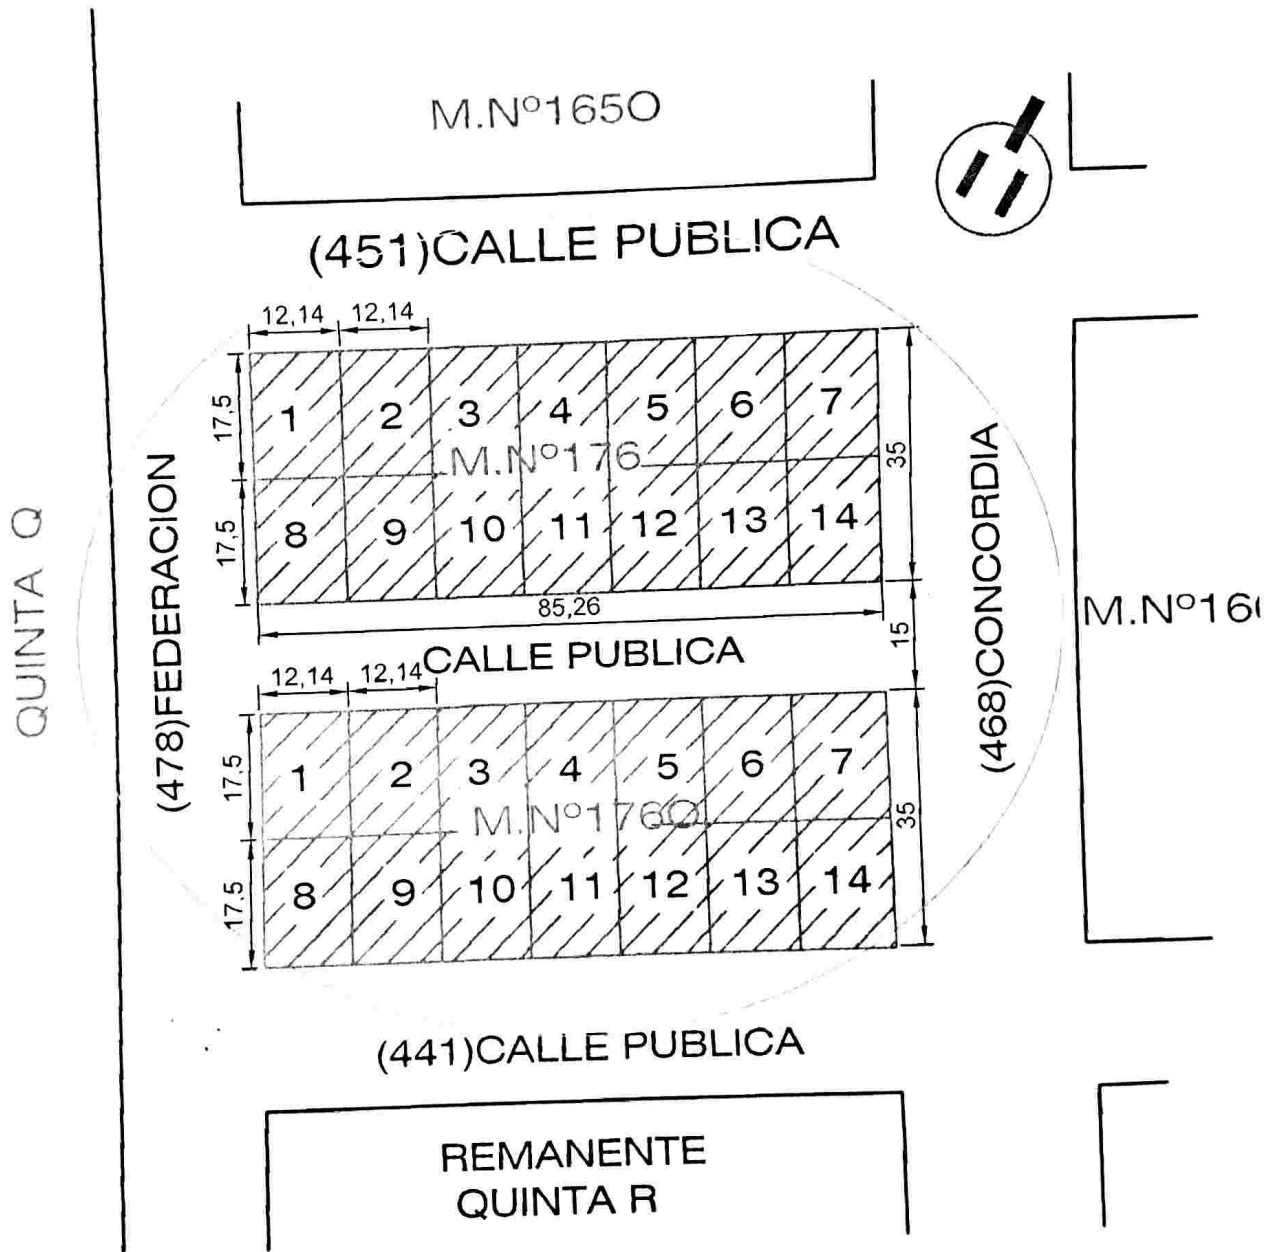 M.Nº165O
(451)CALLE PUBLICA
12,14 12,14
17,5
1 2 3 4 5 6 7
M.Nº176
35
17,5
8 9 10 11 12 13 14
85,26
QUINTA Q
(478)FEDERACION
CALLE PUBLICA
15
(468)CONCORDIA
M.Nº16
12,14 12,14
17,5
1 2 3 4 5 6 7
M.Nº176O
35
17,5
8 9 10 11 12 13 14
(441)CALLE PUBLICA
REMANENTE
QUINTA R